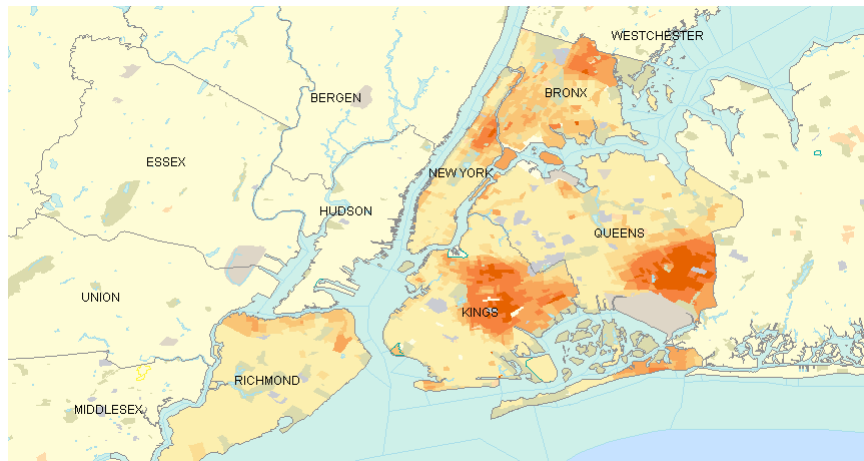 WESTCHESTER
BERGEN
BRONX
ESSEX
NEW YORK
HUDSON
QUEENS
UNION
KINGS
RICHMOND
MIDDLESEX